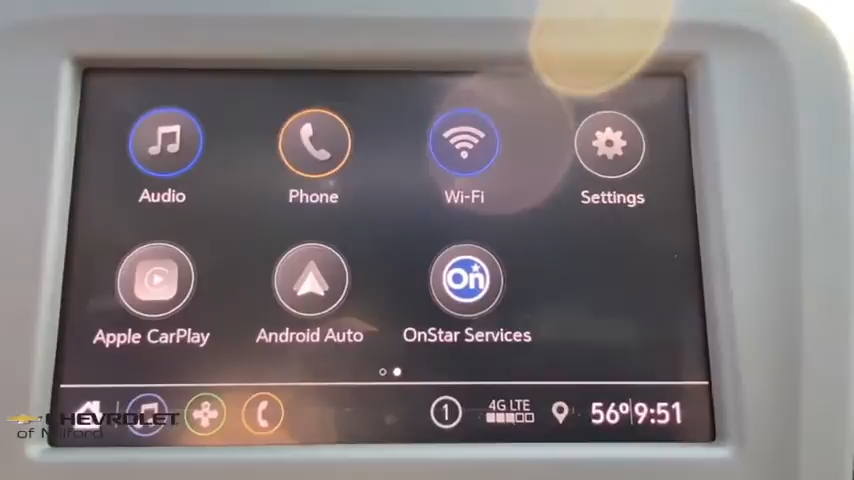 Audio
Phone
Wi-Fi
Settings
Apple CarPlay
Android Auto
On
OnStar Services
CHEVROLET
of Milford
1
4G LTE
56° 9:51